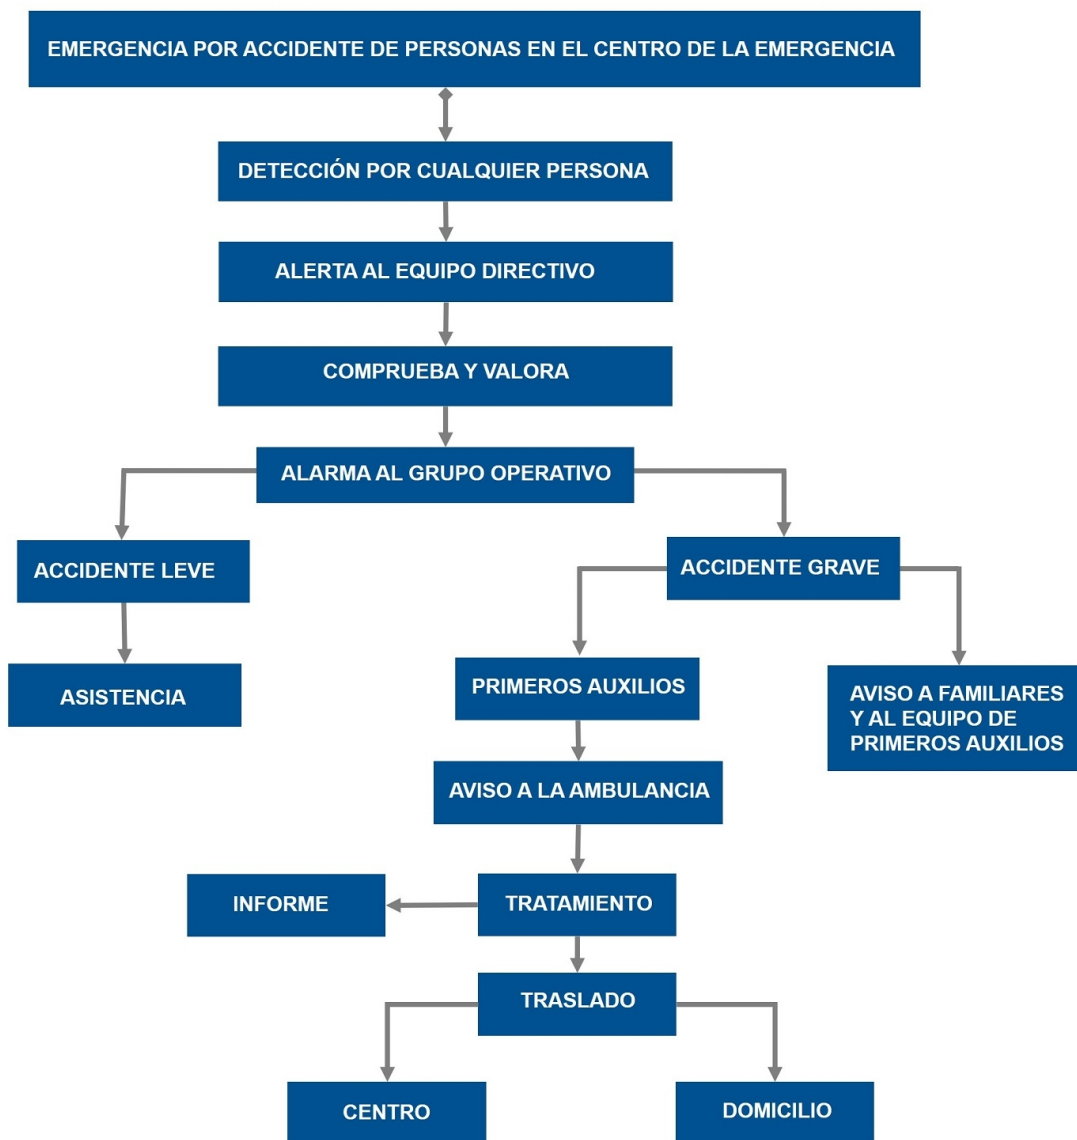 EMERGENCIA POR ACCIDENTE DE PERSONAS EN EL CENTRO DE LA EMERGENCIA
DETECCIÓN POR CUALQUIER PERSONA
ALERTA AL EQUIPO DIRECTIVO
COMPRUEBA Y VALORA
ALARMA AL GRUPO OPERATIVO
ACCIDENTE LEVE
ACCIDENTE GRAVE
ASISTENCIA
PRIMEROS AUXILIOS
AVISO A FAMILIARES
Y AL EQUIPO DE
PRIMEROS AUXILIOS
AVISO A LA AMBULANCIA
INFORME
TRATAMIENTO
TRASLADO
CENTRO
DOMICILIO